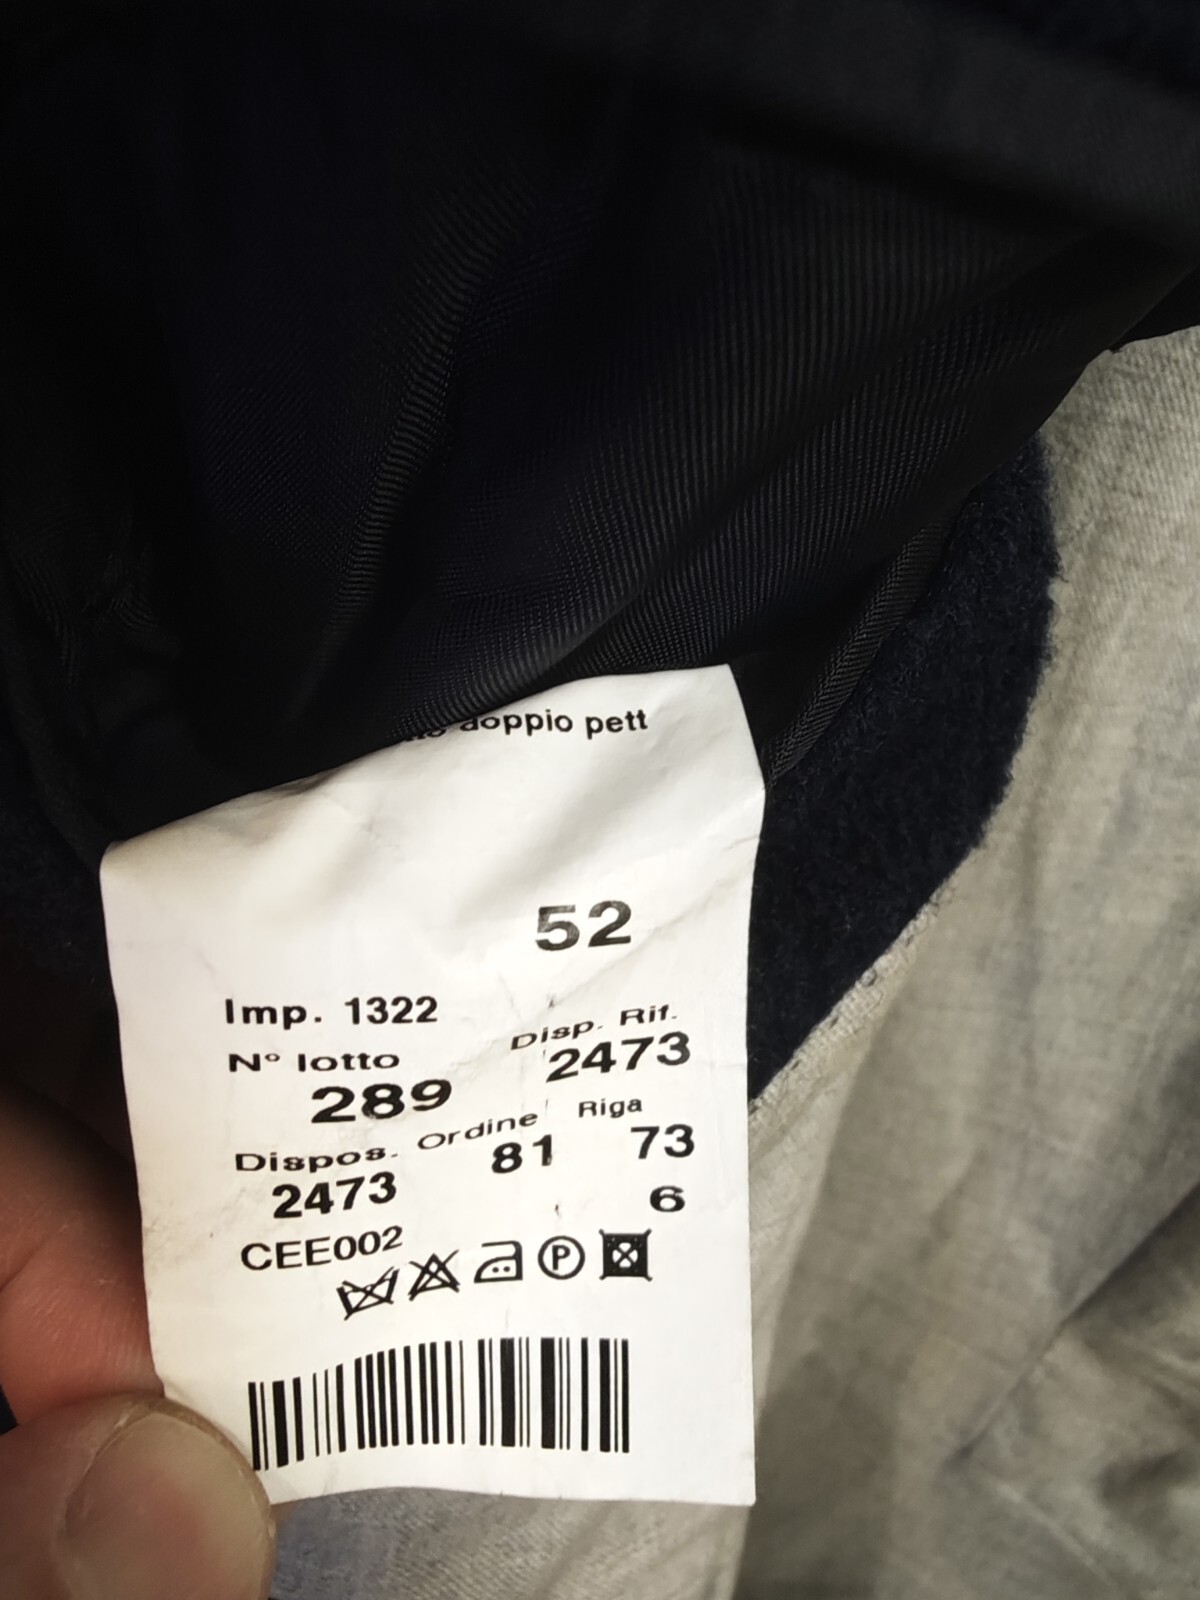 doppio pett
52
Imp. 1322
N° lotto Disp. Rif.
289 2473
Dispos. Ordine Riga
2473 81 73
6
CEE002
P